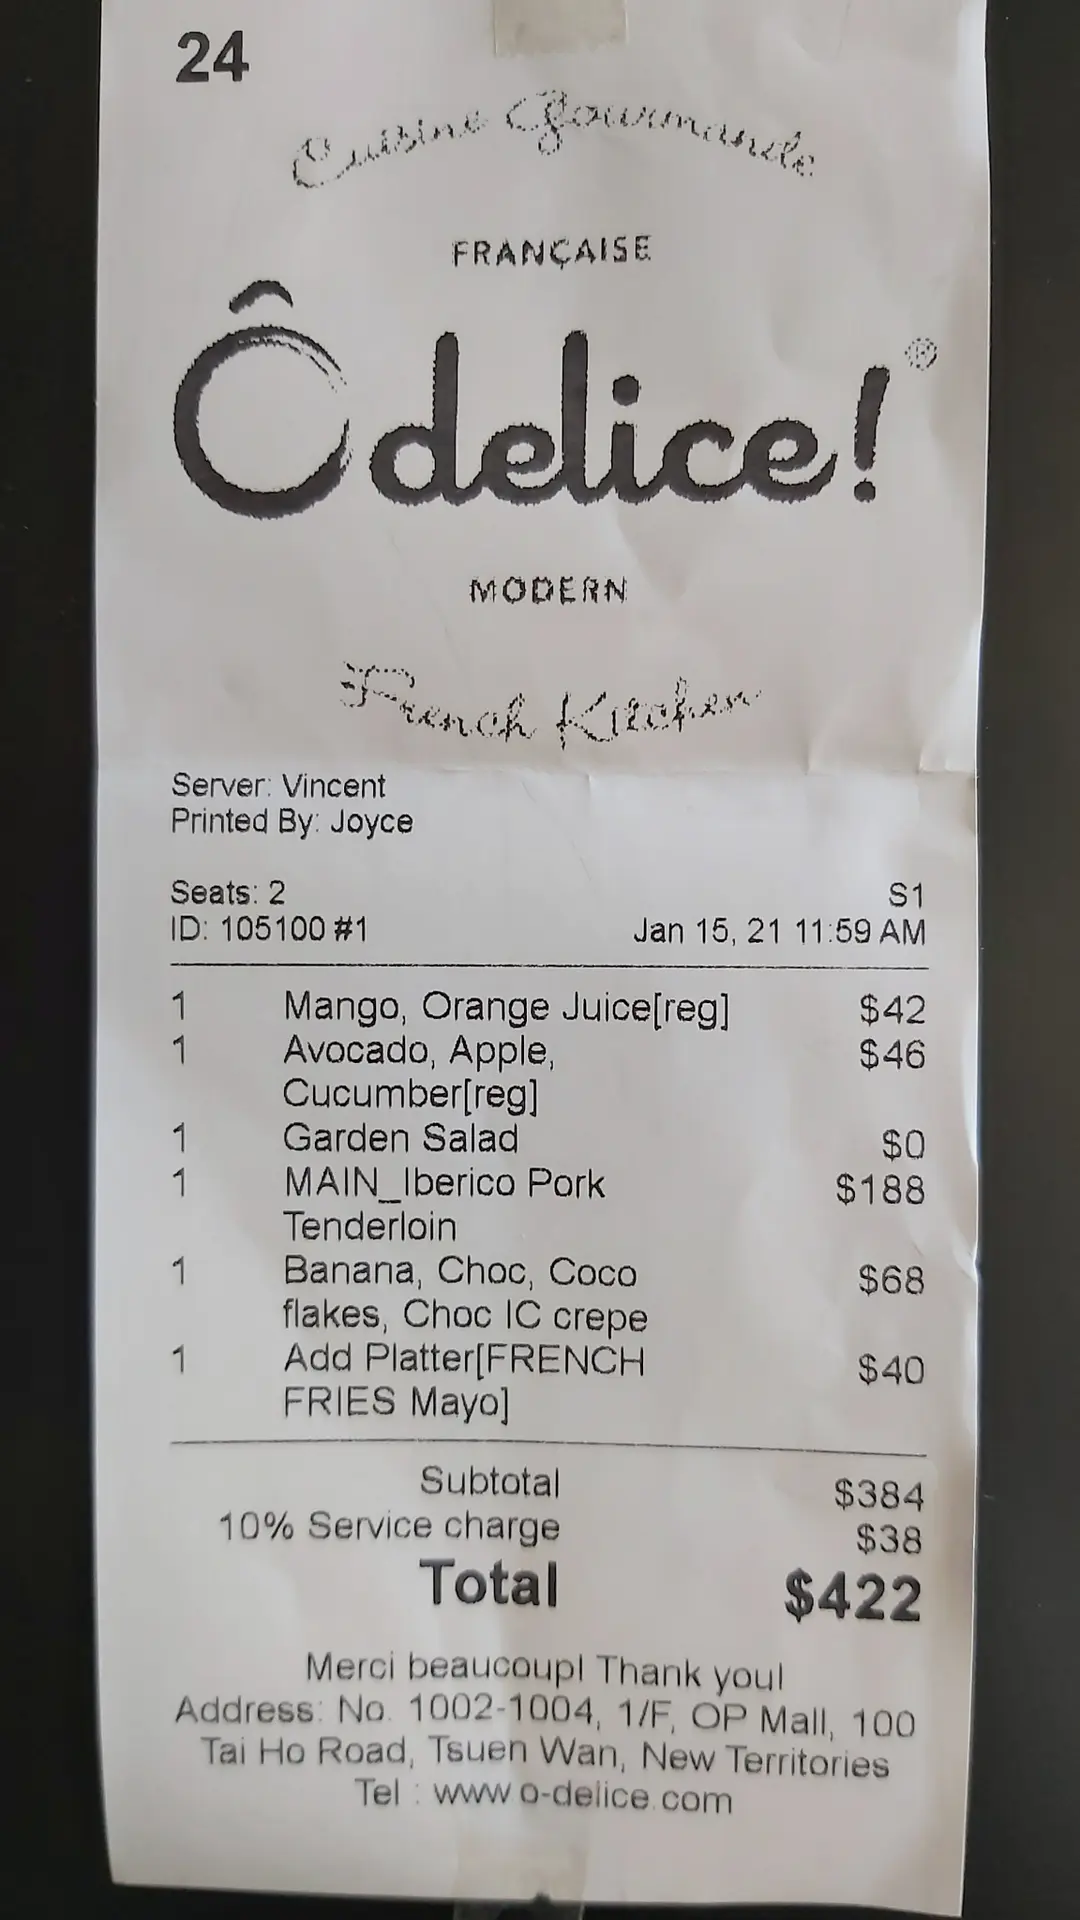 24
Cuisine Gourmande
FRANÇAISE
Ôdelice!®
MODERN
French Kitchen
Server: Vincent
Printed By: Joyce
Seats: 2 S1
ID: 105100 #1 Jan 15, 21 11:59 AM
1 Mango, Orange Juice[reg] $42
1 Avocado, Apple, $46
Cucumber[reg]
1 Garden Salad $0
1 MAIN_Iberico Pork $188
Tenderloin
1 Banana, Choc, Coco $68
flakes, Choc IC crepe
1 Add Platter[FRENCH $40
FRIES Mayo]
Subtotal $384
10% Service charge $38
Total $422
Merci beaucoup! Thank you!
Address: No. 1002-1004, 1/F, OP Mall, 100
Tai Ho Road, Tsuen Wan, New Territories
Tel : www.o-delice.com